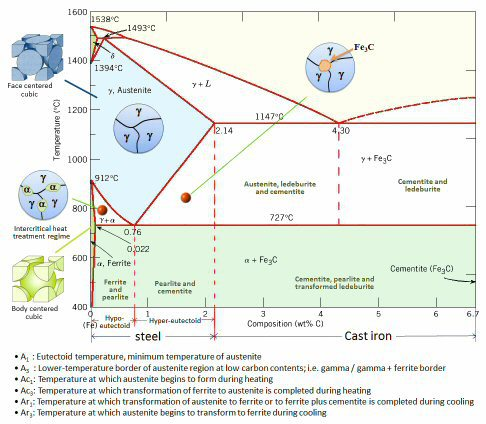 1600
1538°C
1493°C
Fe₃C
1400
1394°C
δ
Face centered
cubic
γ + L
γ, Austenite
γ γ
γ
γ γ
γ
1200
1147°C
2.14
4.30
Temperature (°C)
γ + Fe₃C
1000
912°C
Austenite, ledeburite
and cementite
Cementite and
ledeburite
α α
γ α γ
800
727°C
γ+α
Intercritical heat
treatment regime
0.76
0.022
600
α, Ferrite
α + Fe₃C
Cementite (Fe₃C)
Ferrite
and
pearlite
Pearlite and
cementite
Cementite, pearlite and
transformed ledeburite
Body centered
cubic
400
0 1 2 3 4 5 6 6.7
(Fe)
Hypo-
eutectoid
Hyper-eutectoid
Composition (wt% C)
steel
Cast iron
• A₁ : Eutectoid temperature, minimum temperature of austenite
• A₃ : Lower-temperature border of austenite region at low carbon contents; i.e. gamma / gamma + ferrite border
• Ac₁: Temperature at which austenite begins to form during heating
• Ac₃: Temperature at which transformation of ferrite to austenite is completed during heating
• Ar₁: Temperature at which transformation of austenite to ferrite or to ferrite plus cementite is completed during cooling
• Ar₃: Temperature at which austenite begins to transform to ferrite during cooling